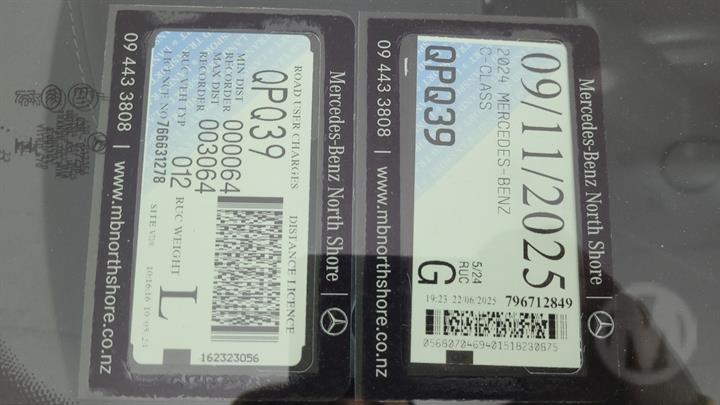 Mercedes-Benz North Shore
ROAD USER CHARGES DISTANCE LICENCE
QPQ39
MIN DIST
RECORDER 000064
MAX DIST
RECORDER 003064
RUC VEH TYP 012 RUC WEIGHT L
LICENCE NO 766631278
162323056
09 443 3808 | www.mbnorthshore.co.nz
Mercedes-Benz North Shore
09/11/2025
2024 MERCEDES-BENZ
C-CLASS
QPQ39
5/24
RUC
G
19:23 22/06/2025 796712849
09 443 3808 | www.mbnorthshore.co.nz